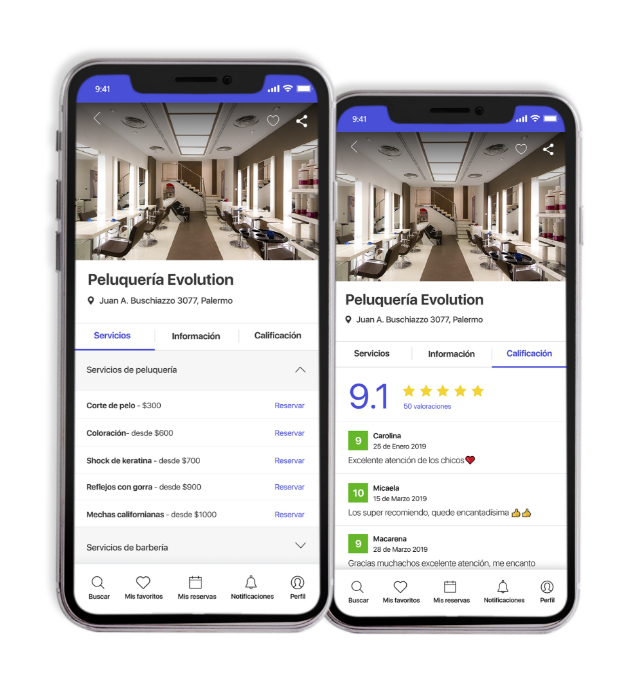 9:41
Peluquería Evolution
Juan A. Buschiazzo 3077, Palermo
Servicios
Información
Calificación
Servicios de peluquería
Corte de pelo - $300
Reservar
Coloración- desde $600
Reservar
Shock de keratina - desde $700
Reservar
Reflejos con gorra - desde $900
Reservar
Mechas californianas - desde $1000
Reservar
Servicios de barbería
Buscar
Mis favoritos
Mis reservas
Notificaciones
Perfil
9:41
Peluquería Evolution
Juan A. Buschiazzo 3077, Palermo
Servicios
Información
Calificación
9.1
50 valoraciones
9
Carolina
25 de Enero 2019
Excelente atención de los chicos❤️
10
Micaela
15 de Marzo 2019
Los super recomiendo, quede encantadisima 👍👍
9
Macarena
28 de Marzo 2019
Gracias muchachos excelente atención, me encanto
Buscar
Mis favoritos
Mis reservas
Notificaciones
Perfil